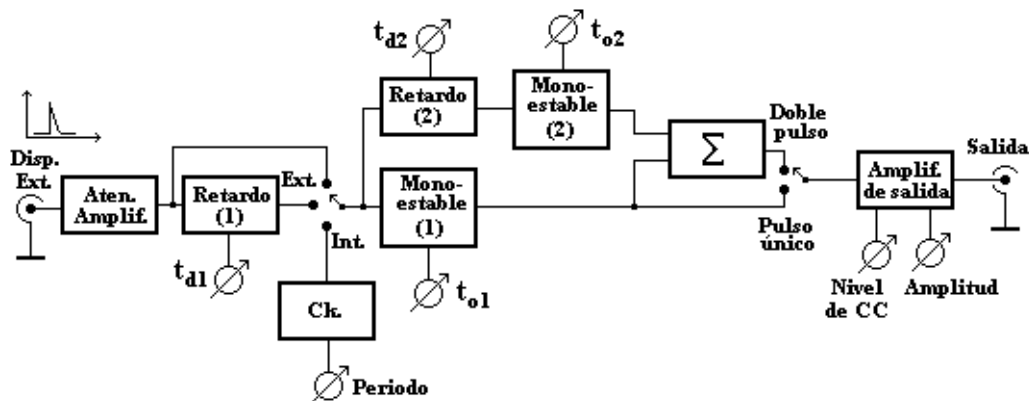 t_d2
t_o2
Disp.
Ext.
Aten.
Amplif.
Retardo
(1)
t_d1
Ext.
Int.
Ck.
Periodo
Retardo
(2)
Mono-
estable
(2)
Mono-
estable
(1)
t_o1
Σ
Doble
pulso
Pulso
único
Amplif.
de salida
Salida
Nivel
de CC
Amplitud